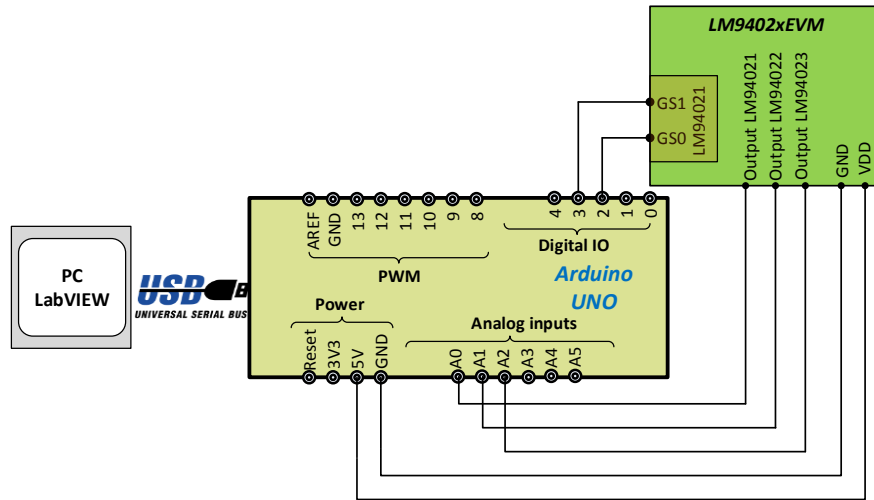 LM9402xEVM
GS1
GS0
LM94021
Output LM94021
Output LM94022
Output LM94023
GND
VDD
AREF
GND
13
12
11
10
9
8
4
3
2
1
0
PWM
Digital IO
Arduino
UNO
PC
LabVIEW
USB
UNIVERSAL SERIAL BUS
B
Power
Analog inputs
Reset
3V3
5V
GND
A0
A1
A2
A3
A4
A5